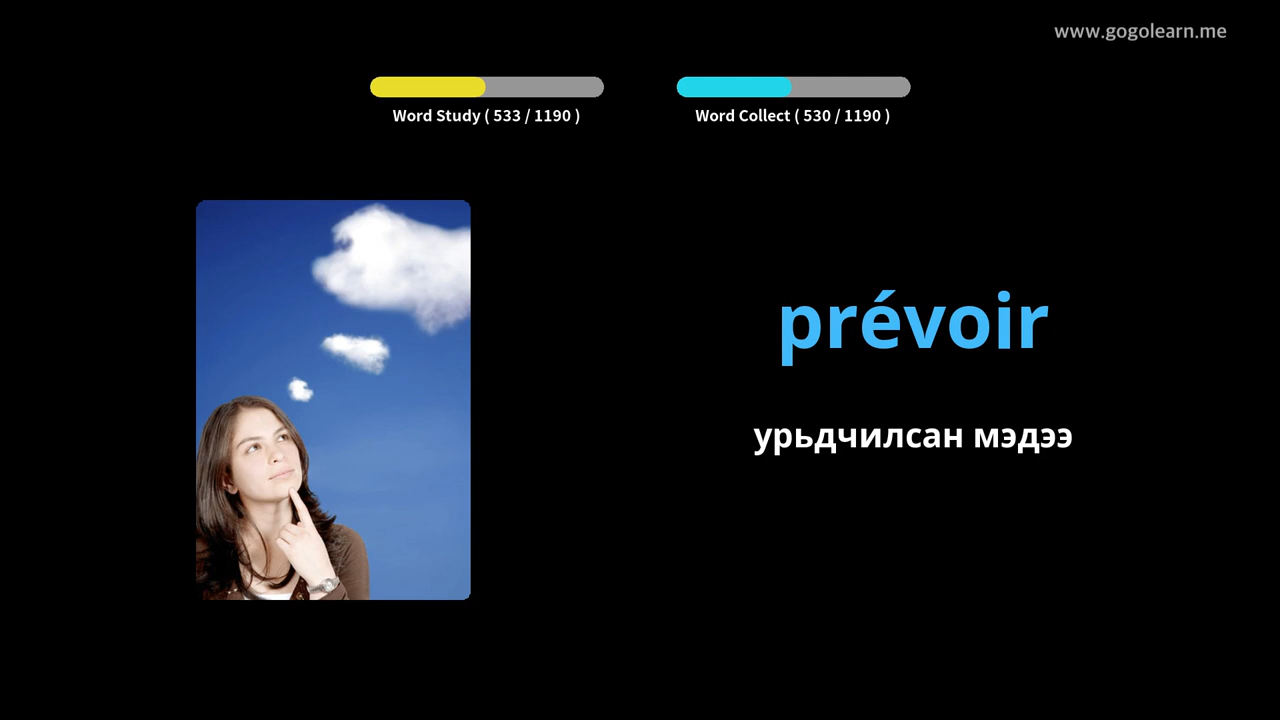 www.gogolearn.me
Word Study ( 533 / 1190 )
Word Collect ( 530 / 1190 )
prévoir
урьдчилсан мэдээ